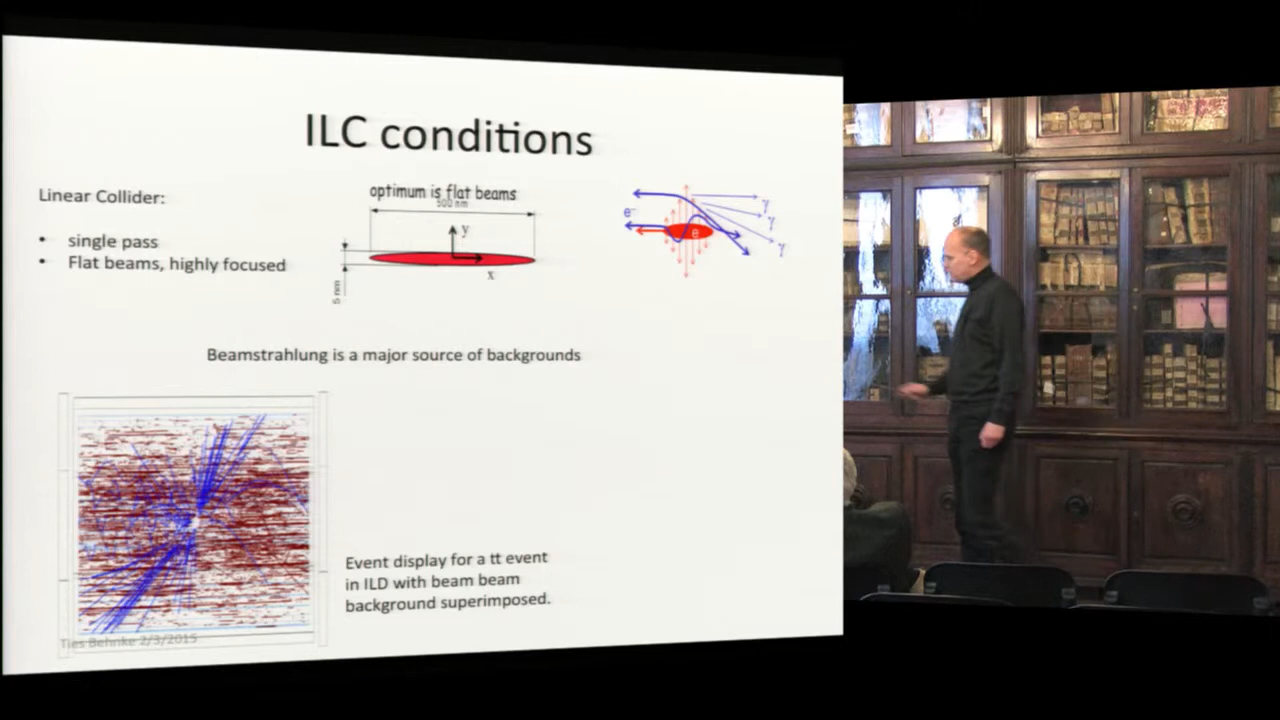 ILC conditions
Linear Collider:
• single pass
• Flat beams, highly focused
optimum is flat beams
500 nm
y
x
5 nm
e⁻
e
γ
γ
γ
Beamstrahlung is a major source of backgrounds
Event display for a tt event
in ILD with beam beam
background superimposed.
Ties Behnke 2/3/2015